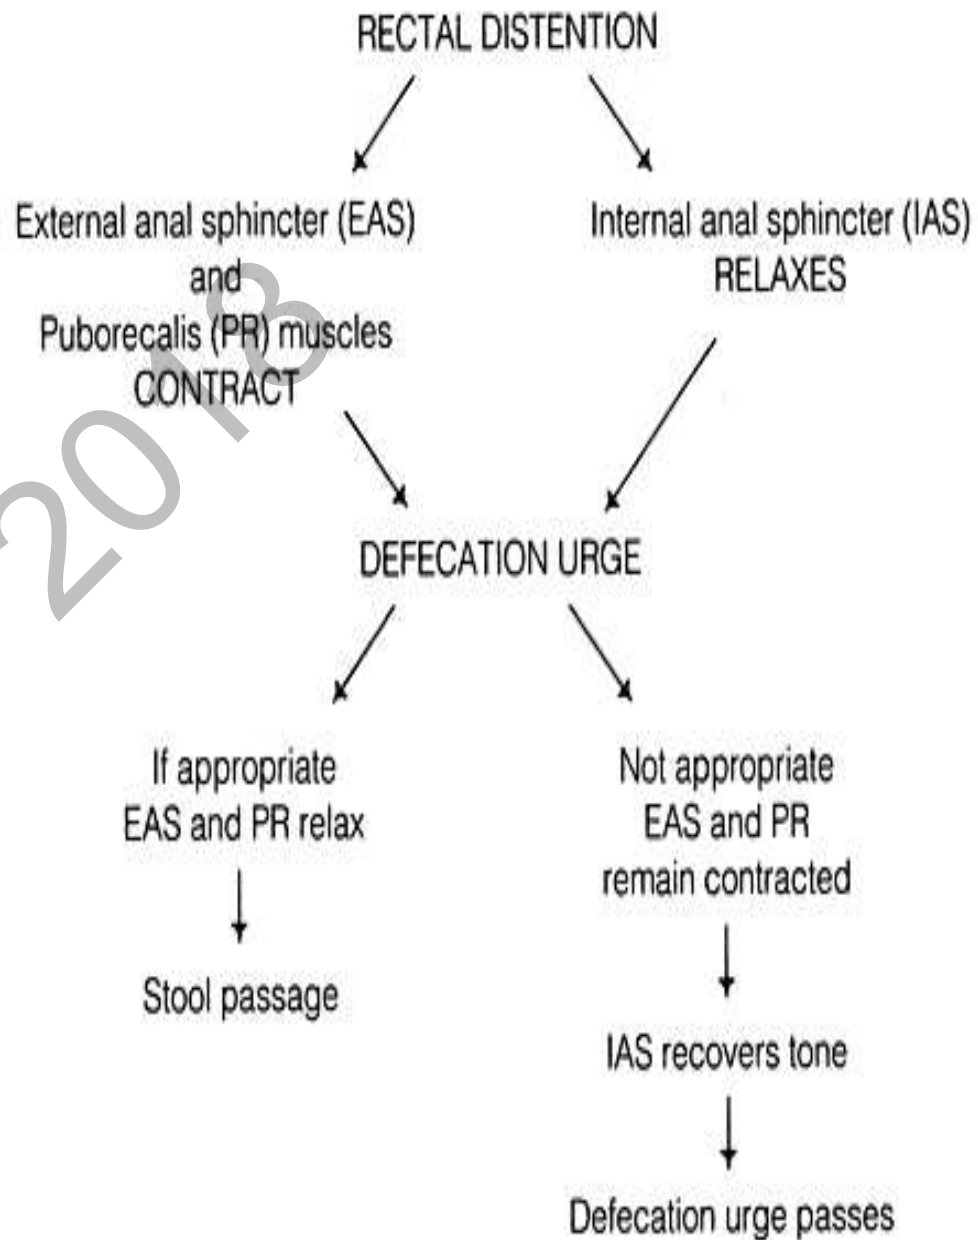 RECTAL DISTENTION
External anal sphincter (EAS)
and
Puborecalis (PR) muscles
CONTRACT
Internal anal sphincter (IAS)
RELAXES
DEFECATION URGE
If appropriate
EAS and PR relax
Stool passage
Not appropriate
EAS and PR
remain contracted
IAS recovers tone
Defecation urge passes
2018